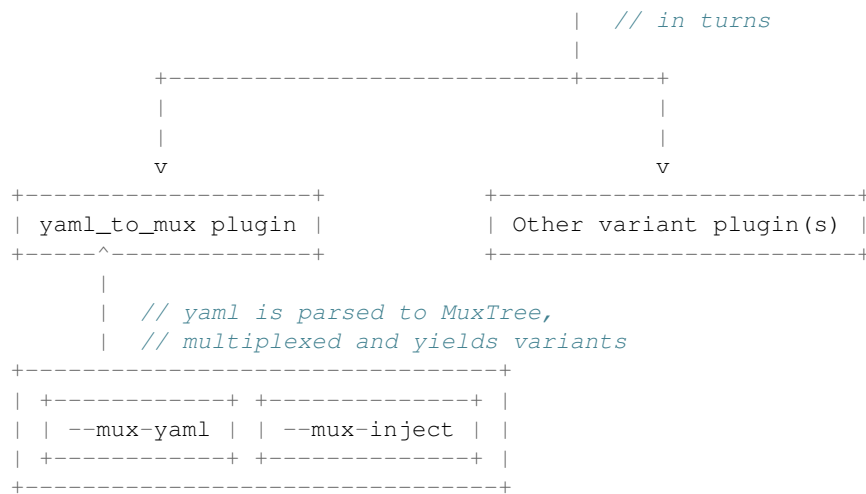 |  // in turns
|
+----------------------------+-----+
|                                  |
|                                  |
v                                  v
+--------------------+           +-------------------------+
| yaml_to_mux plugin |           | Other variant plugin(s) |
+-----^--------------+           +-------------------------+
|
|  // yaml is parsed to MuxTree,
|  // multiplexed and yields variants
+---------------------------------+
| +------------+ +--------------+ |
| | --mux-yaml | | --mux-inject | |
| +------------+ +--------------+ |
+---------------------------------+